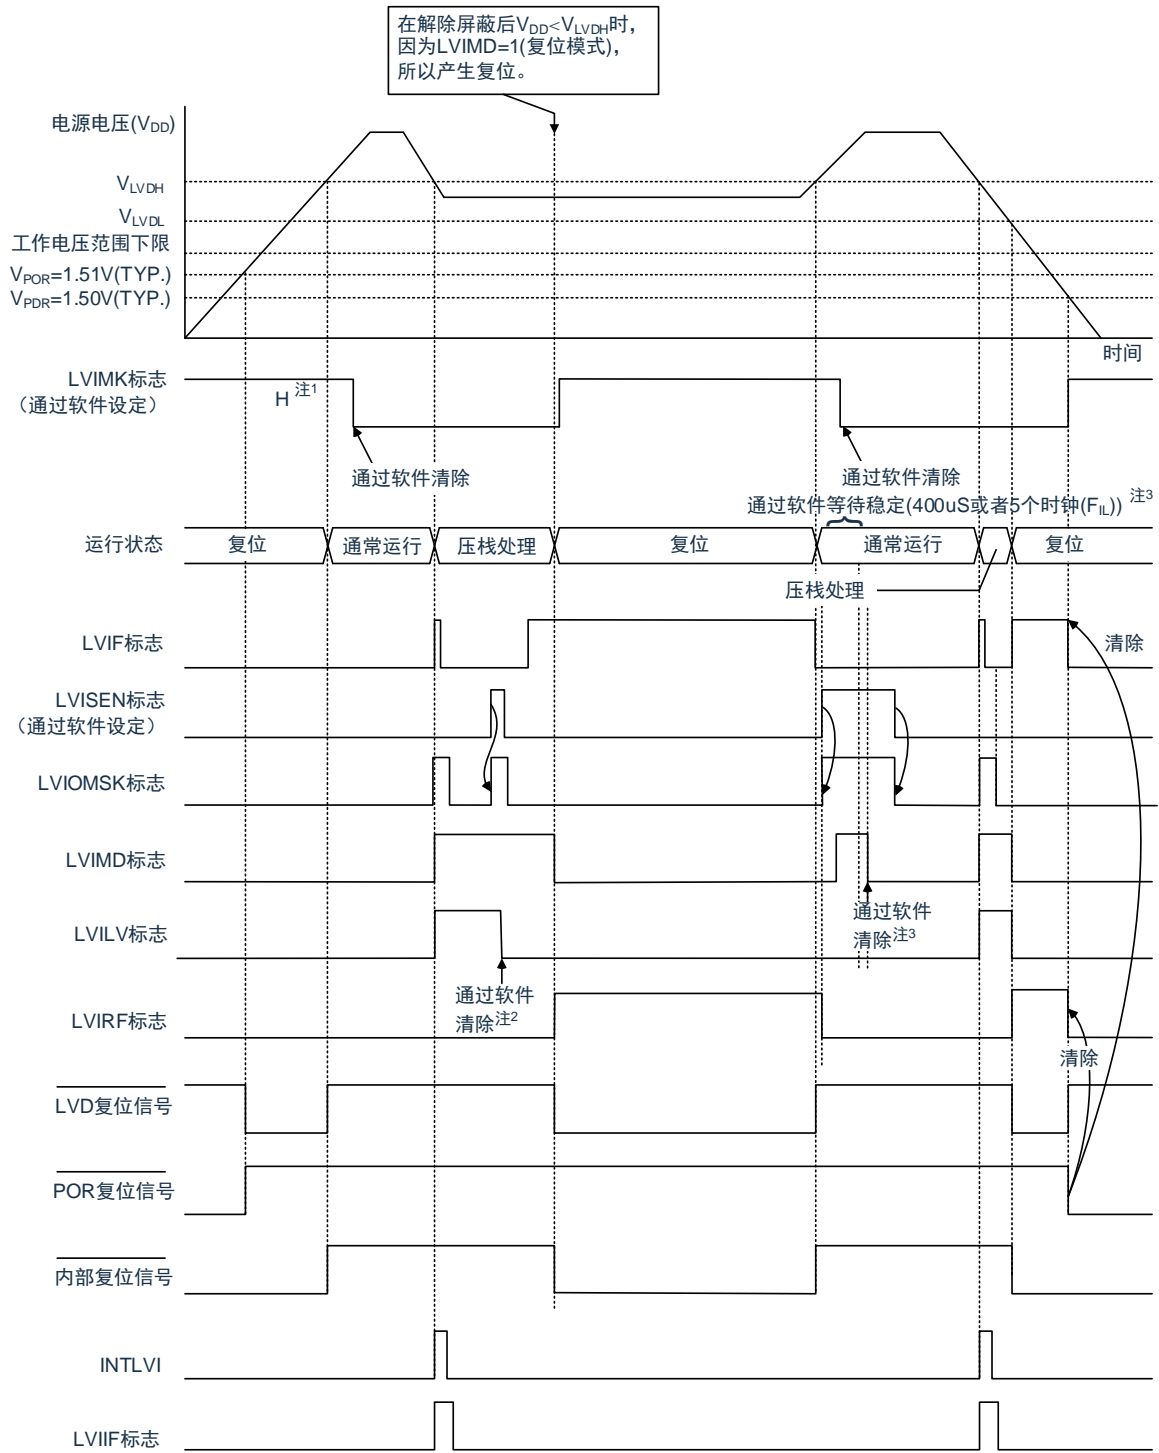 在解除屏蔽后VDD<VLVDH时,
因为LVIMD=1(复位模式),
所以产生复位。
电源电压(VDD)
VLVDH
VLVDL
工作电压范围下限
VPOR=1.51V(TYP.)
VPDR=1.50V(TYP.)
时间
LVIMK标志
（通过软件设定）
H 注1
通过软件清除
通过软件清除
通过软件等待稳定(400uS或者5个时钟(FIL)) 注3
运行状态
复位
通常运行
压栈处理
复位
通常运行
复位
压栈处理
LVIF标志
清除
LVISEN标志
（通过软件设定）
LVIOMSK标志
LVIMD标志
通过软件
清除注3
LVILV标志
通过软件
清除注2
LVIRF标志
清除
LVD复位信号
POR复位信号
内部复位信号
INTLVI
LVIIF标志